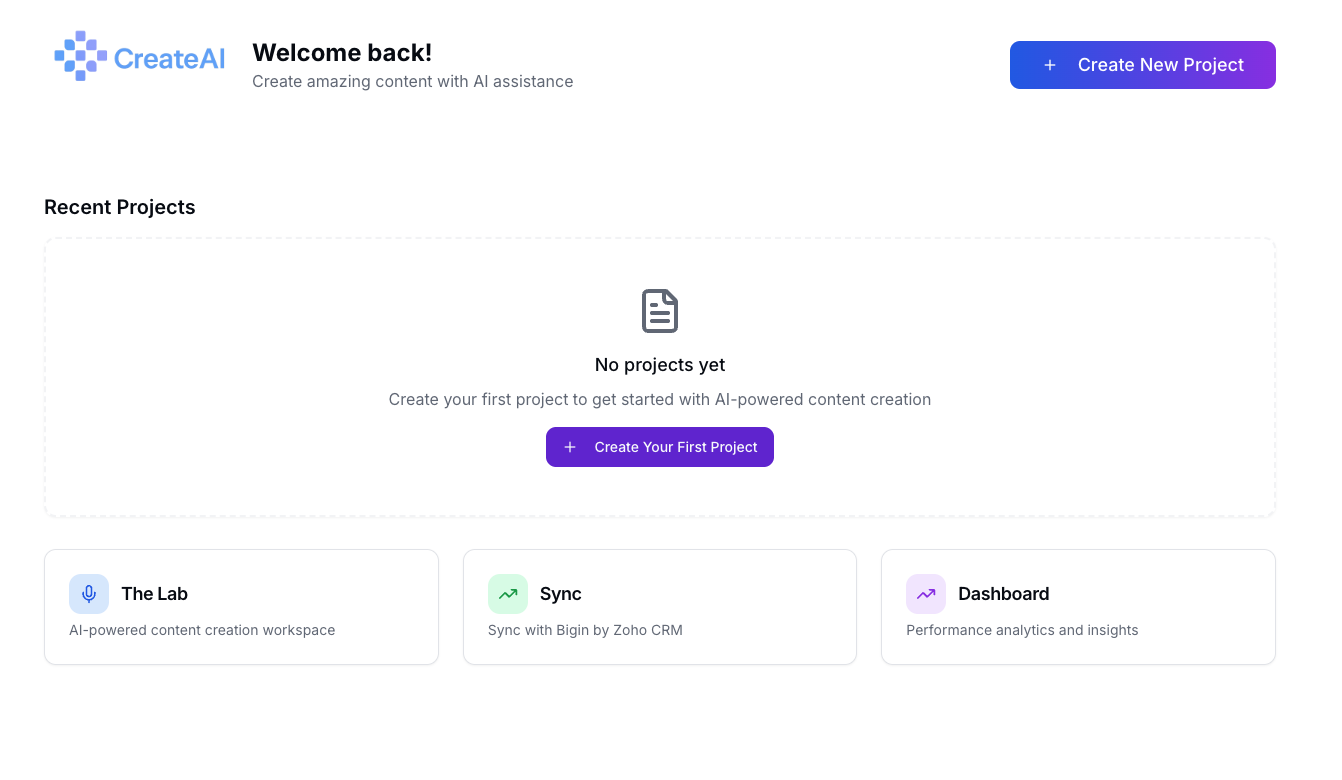 CreateAI
Welcome back!
Create amazing content with AI assistance
Create New Project
Recent Projects
No projects yet
Create your first project to get started with AI-powered content creation
Create Your First Project
The Lab
AI-powered content creation workspace
Sync
Sync with Bigin by Zoho CRM
Dashboard
Performance analytics and insights